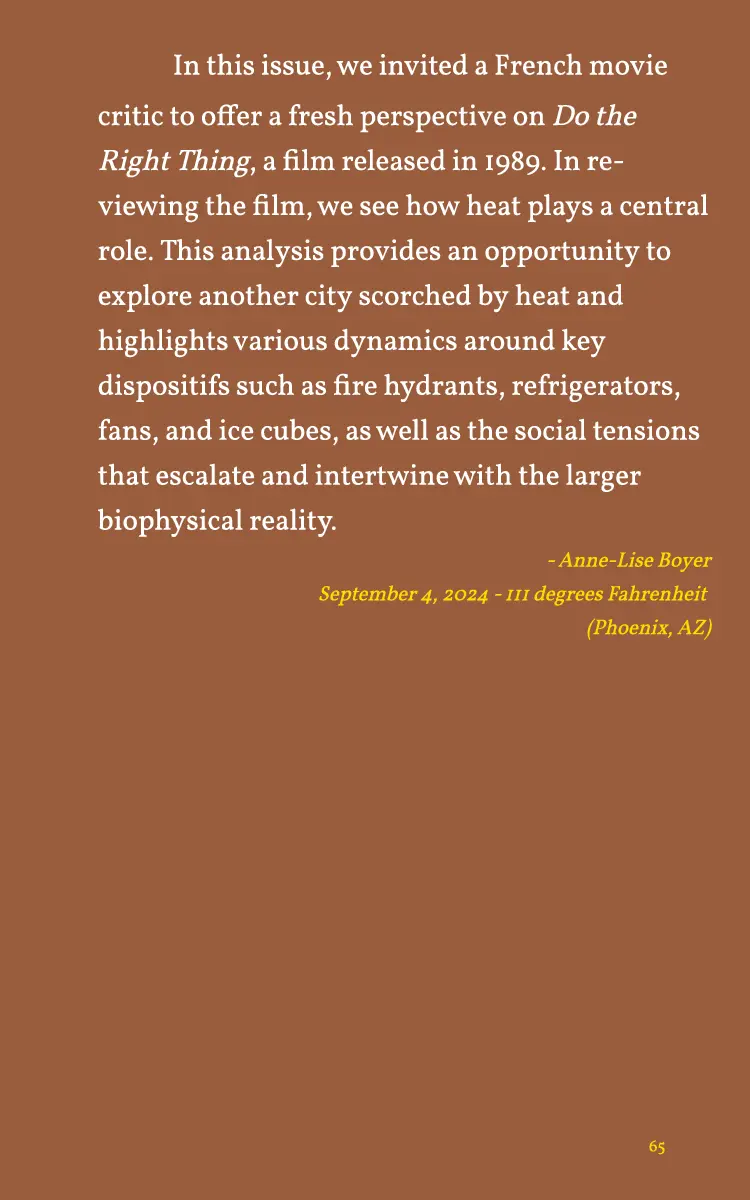 In this issue, we invited a French movie
critic to offer a fresh perspective on Do the
Right Thing, a film released in 1989. In re-
viewing the film, we see how heat plays a central
role. This analysis provides an opportunity to
explore another city scorched by heat and
highlights various dynamics around key
dispositifs such as fire hydrants, refrigerators,
fans, and ice cubes, as well as the social tensions
that escalate and intertwine with the larger
biophysical reality.
- Anne-Lise Boyer
September 4, 2024 - 111 degrees Fahrenheit
(Phoenix, AZ)
65